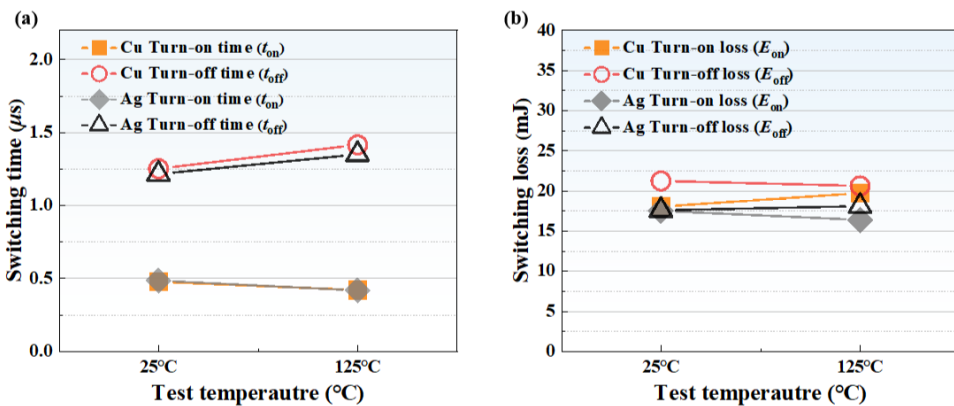 (a)
Cu Turn-on time (ton)
Cu Turn-off time (toff)
Ag Turn-on time (ton)
Ag Turn-off time (toff)
Switching time (μs)
2.0
1.5
1.0
0.5
0.0
25℃
125℃
Test temperautre (℃)
(b)
Cu Turn-on loss (Eon)
Cu Turn-off loss (Eoff)
Ag Turn-on loss (Eon)
Ag Turn-off loss (Eoff)
Switching loss (mJ)
40
35
30
25
20
15
10
5
0
25℃
125℃
Test temperautre (℃)